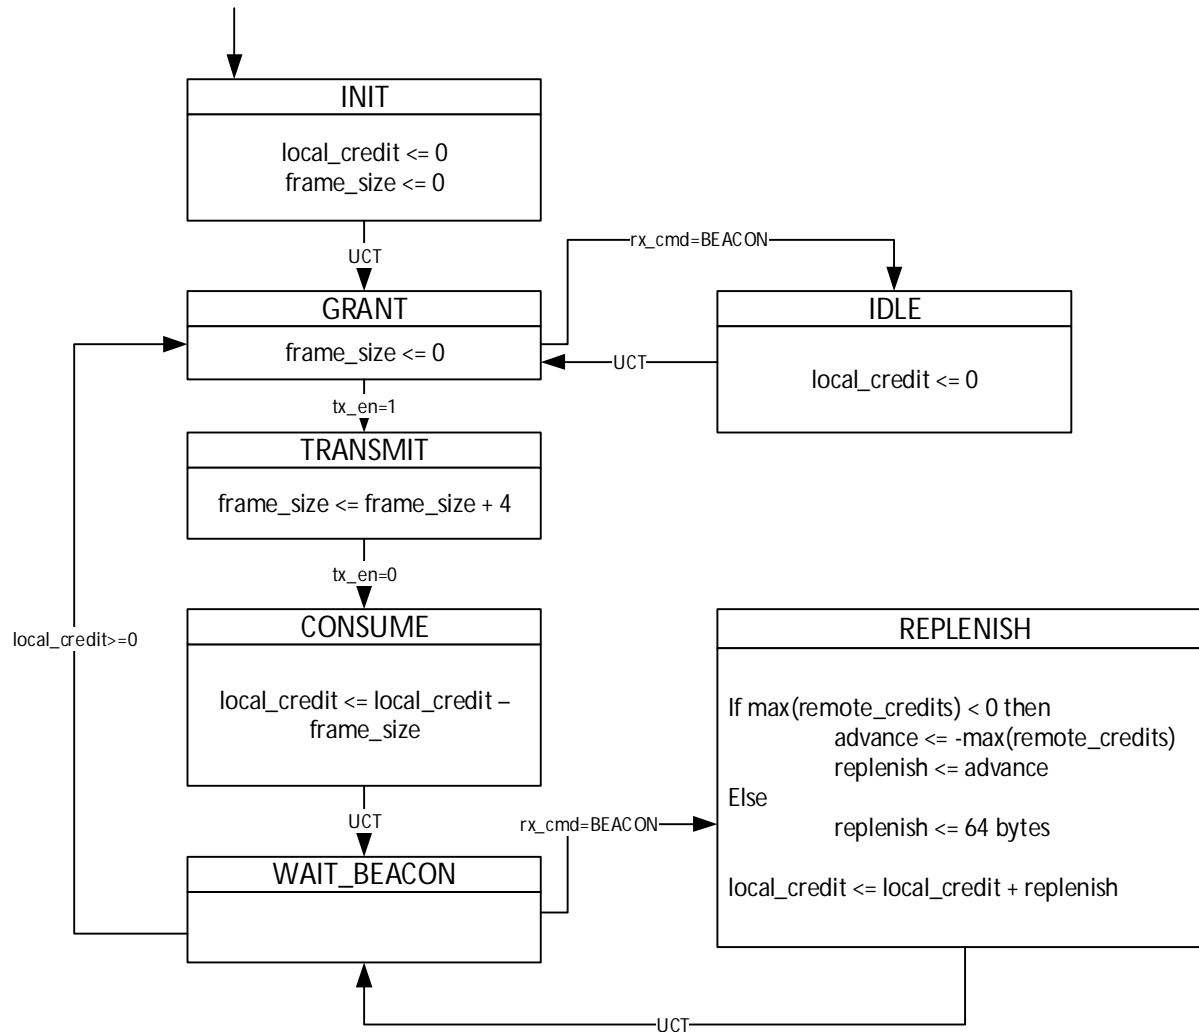 INIT
local_credit <= 0
frame_size <= 0
UCT
rx_cmd=BEACON
GRANT
frame_size <= 0
IDLE
local_credit <= 0
UCT
tx_en=1
TRANSMIT
frame_size <= frame_size + 4
tx_en=0
local_credit>=0
CONSUME
local_credit <= local_credit –
frame_size
UCT
rx_cmd=BEACON
WAIT_BEACON
REPLENISH
If max(remote_credits) < 0 then
advance <= -max(remote_credits)
replenish <= advance
Else
replenish <= 64 bytes
local_credit <= local_credit + replenish
UCT